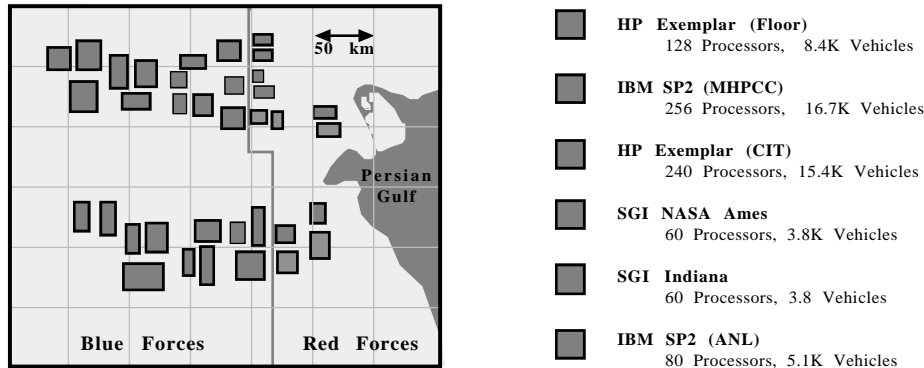 50 km
Persian
Gulf
Blue Forces
Red Forces
HP Exemplar (Floor)
128 Processors, 8.4K Vehicles
IBM SP2 (MHPCC)
256 Processors, 16.7K Vehicles
HP Exemplar (CIT)
240 Processors, 15.4K Vehicles
SGI NASA Ames
60 Processors, 3.8K Vehicles
SGI Indiana
60 Processors, 3.8 Vehicles
IBM SP2 (ANL)
80 Processors, 5.1K Vehicles